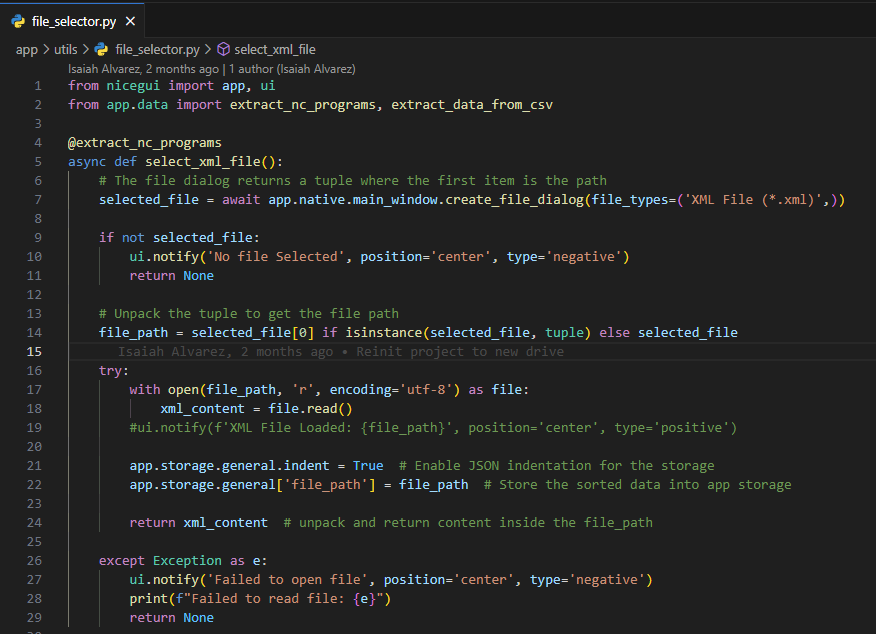 file_selector.py ×
app > utils > file_selector.py > select_xml_file
Isaiah Alvarez, 2 months ago | 1 author (Isaiah Alvarez)
1 from nicegui import app, ui
2 from app.data import extract_nc_programs, extract_data_from_csv
3
4 @extract_nc_programs
5 async def select_xml_file():
6     # The file dialog returns a tuple where the first item is the path
7     selected_file = await app.native.main_window.create_file_dialog(file_types=('XML File (*.xml)',))
8
9     if not selected_file:
10         ui.notify('No file Selected', position='center', type='negative')
11         return None
12
13     # Unpack the tuple to get the file path
14     file_path = selected_file[0] if isinstance(selected_file, tuple) else selected_file
15 Isaiah Alvarez, 2 months ago • Reinit project to new drive
16     try:
17         with open(file_path, 'r', encoding='utf-8') as file:
18             xml_content = file.read()
19         #ui.notify(f'XML File Loaded: {file_path}', position='center', type='positive')
20
21         app.storage.general.indent = True  # Enable JSON indentation for the storage
22         app.storage.general['file_path'] = file_path  # Store the sorted data into app storage
23
24         return xml_content  # unpack and return content inside the file_path
25
26     except Exception as e:
27         ui.notify('Failed to open file', position='center', type='negative')
28         print(f"Failed to read file: {e}")
29         return None